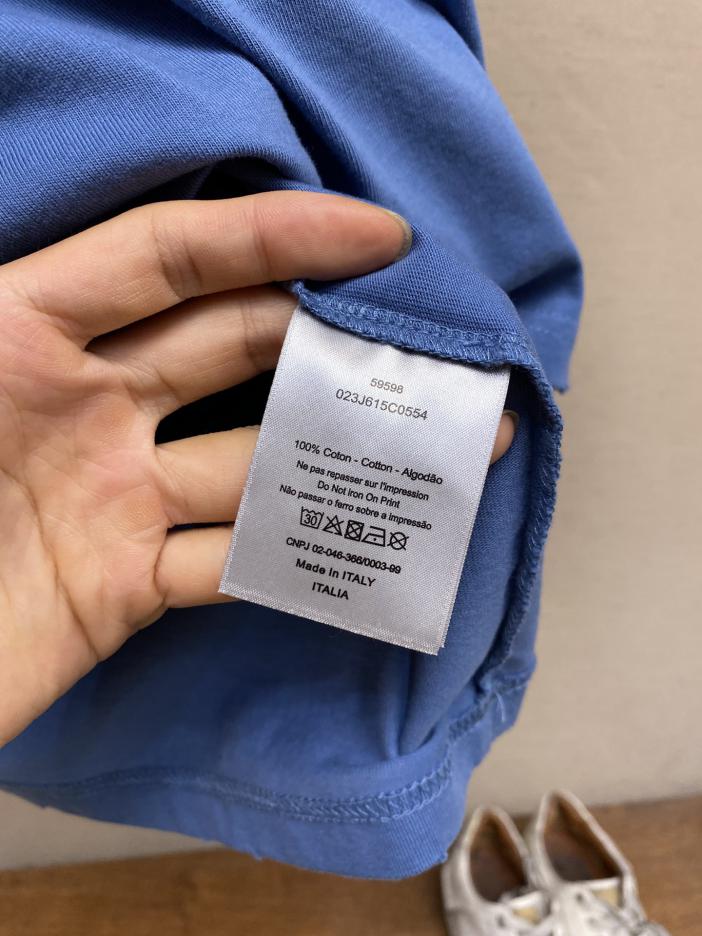 59598
023J615C0554
100% Coton - Cotton - Algodão
Ne pas repasser sur l'impression
Do Not Iron On Print
Não passar o ferro sobre a impressão
30
CNPJ 02-046-366/0003-99
Made in ITALY
ITALIA